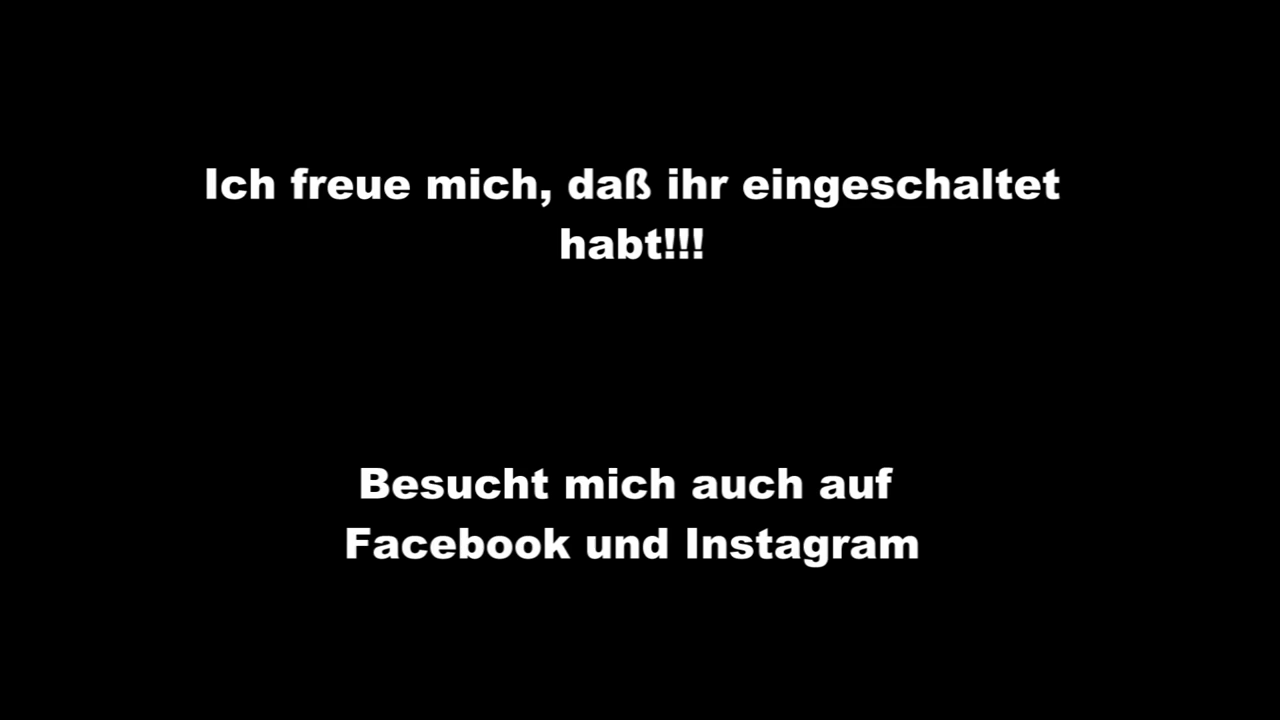 Ich freue mich, daß ihr eingeschaltet
habt!!!
Besucht mich auch auf
Facebook und Instagram